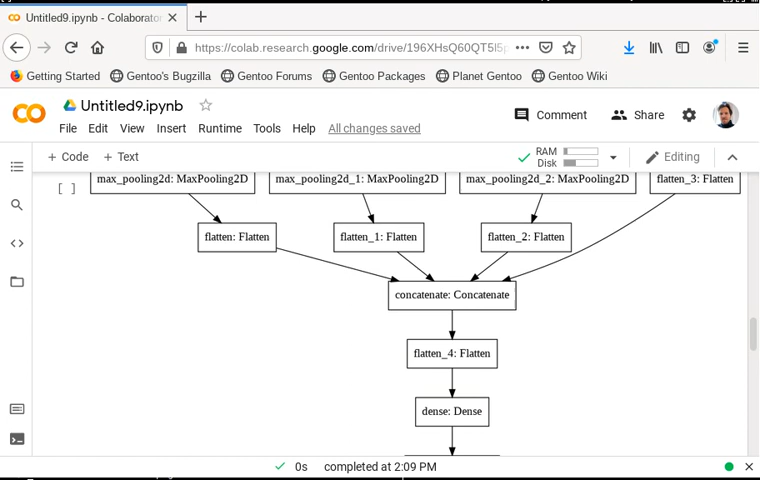 Untitled9.ipynb - Colaborator
https://colab.research.google.com/drive/196XHsQ60QT5l5p
Getting Started Gentoo's Bugzilla Gentoo Forums Gentoo Packages Planet Gentoo Gentoo Wiki
Untitled9.ipynb
Comment Share
File Edit View Insert Runtime Tools Help All changes saved
+ Code + Text
RAM
Disk
Editing
[ ]
max_pooling2d: MaxPooling2D max_pooling2d_1: MaxPooling2D max_pooling2d_2: MaxPooling2D flatten_3: Flatten
flatten: Flatten flatten_1: Flatten flatten_2: Flatten
concatenate: Concatenate
flatten_4: Flatten
dense: Dense
0s completed at 2:09 PM